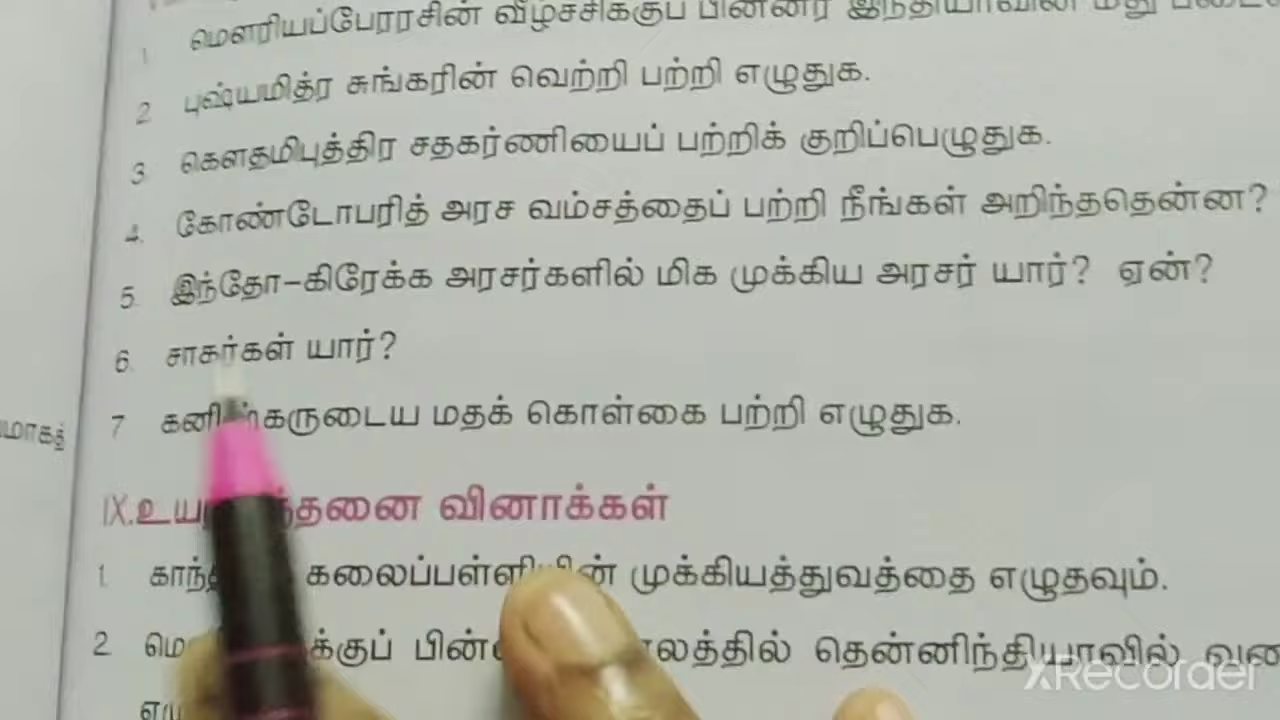 1 மௌரியப்பேரரசின் வீழ்ச்சிக்குப் பின்னர் இந்தியாவின் மீது
2 புஷ்யமித்ர சுங்கரின் வெற்றி பற்றி எழுதுக.
3 கௌதமிபுத்திர சதகர்ணியைப் பற்றிக் குறிப்பெழுதுக.
4. கோண்டோபரித் அரச வம்சத்தைப் பற்றி நீங்கள் அறிந்ததென்ன?
5 இந்தோ-கிரேக்க அரசர்களில் மிக முக்கிய அரசர் யார்? ஏன்?
6. சாகர்கள் யார்?
7 கனிஷ்கருடைய மதக் கொள்கை பற்றி எழுதுக.
IX. வினாக்கள்
1. கலைப்பள்ளியின் முக்கியத்துவத்தை எழுதவும்.
2 தென்னிந்தியாவில்
XRecorder